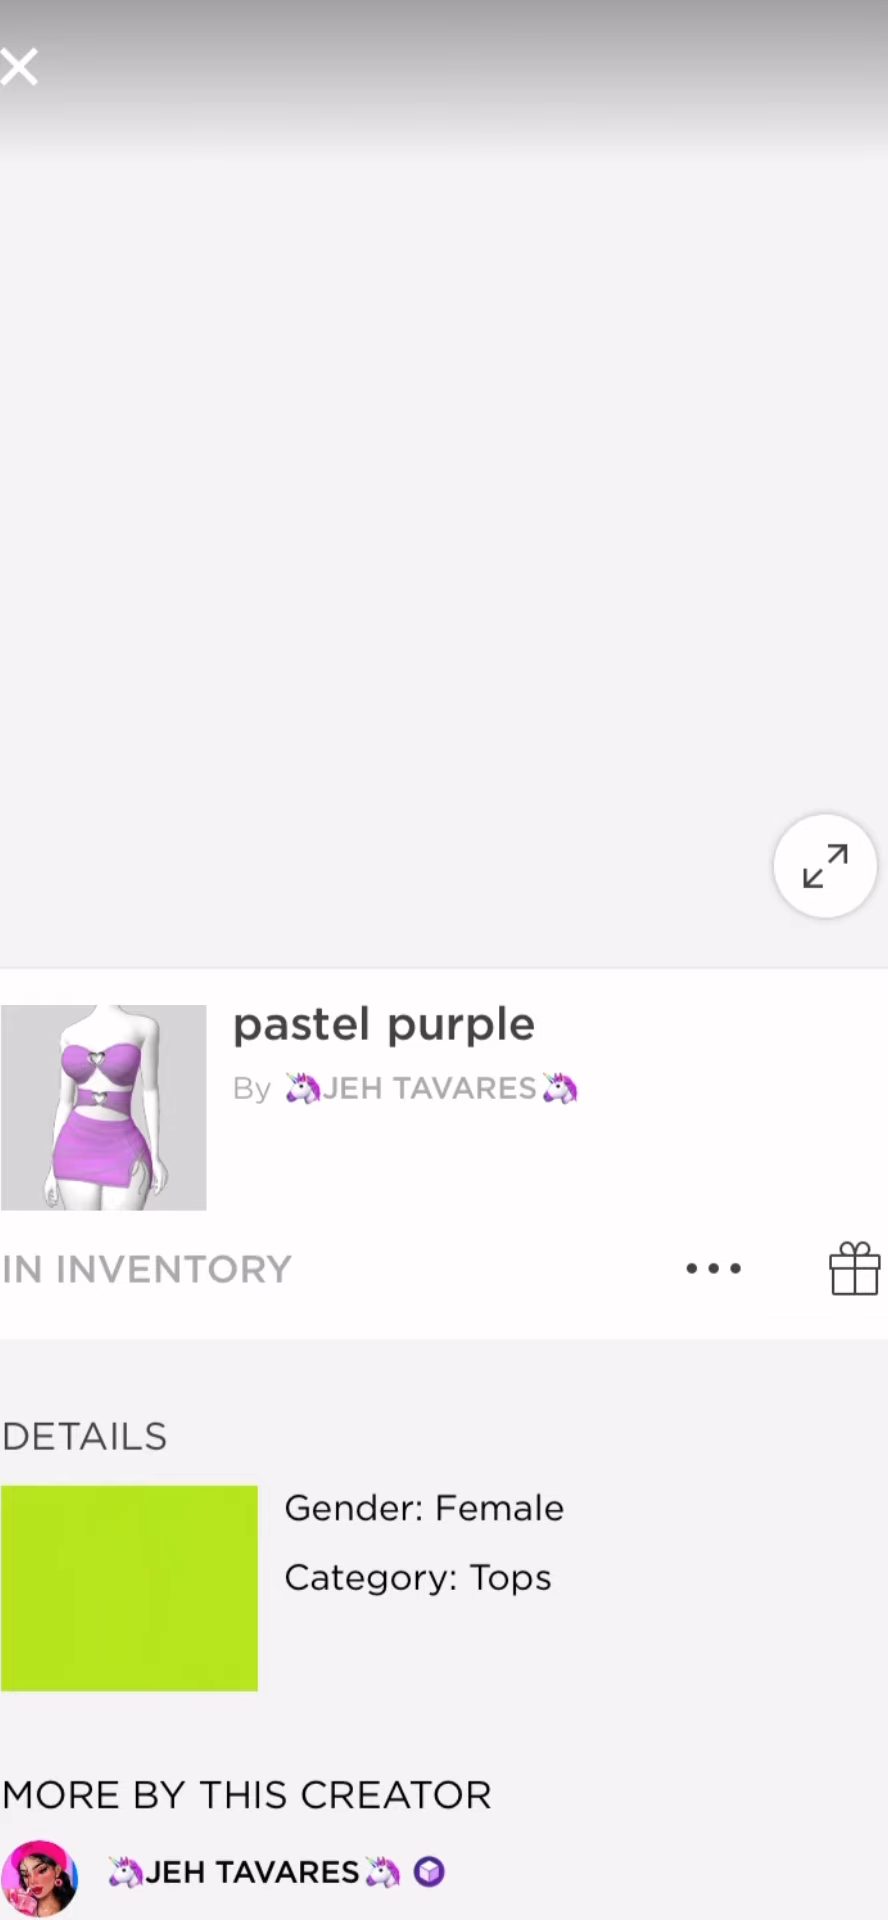 pastel purple
By 🦄JEH TAVARES🦄
IN INVENTORY
DETAILS
Gender: Female
Category: Tops
MORE BY THIS CREATOR
🦄JEH TAVARES🦄